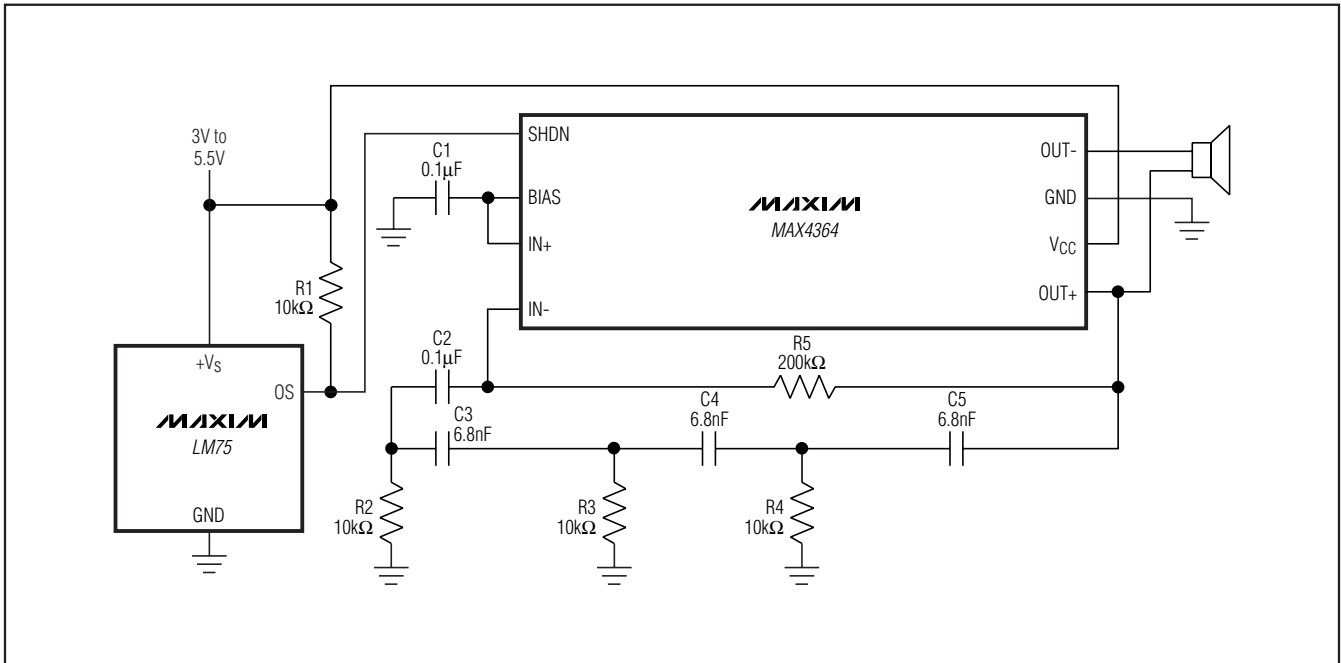 3V to
5.5V
R1
10kΩ
+VS
OS
MAXIM
LM75
GND
C1
0.1μF
SHDN
BIAS
IN+
IN-
MAXIM
MAX4364
OUT-
GND
VCC
OUT+
C2
0.1μF
R5
200kΩ
C3
6.8nF
C4
6.8nF
C5
6.8nF
R2
10kΩ
R3
10kΩ
R4
10kΩ